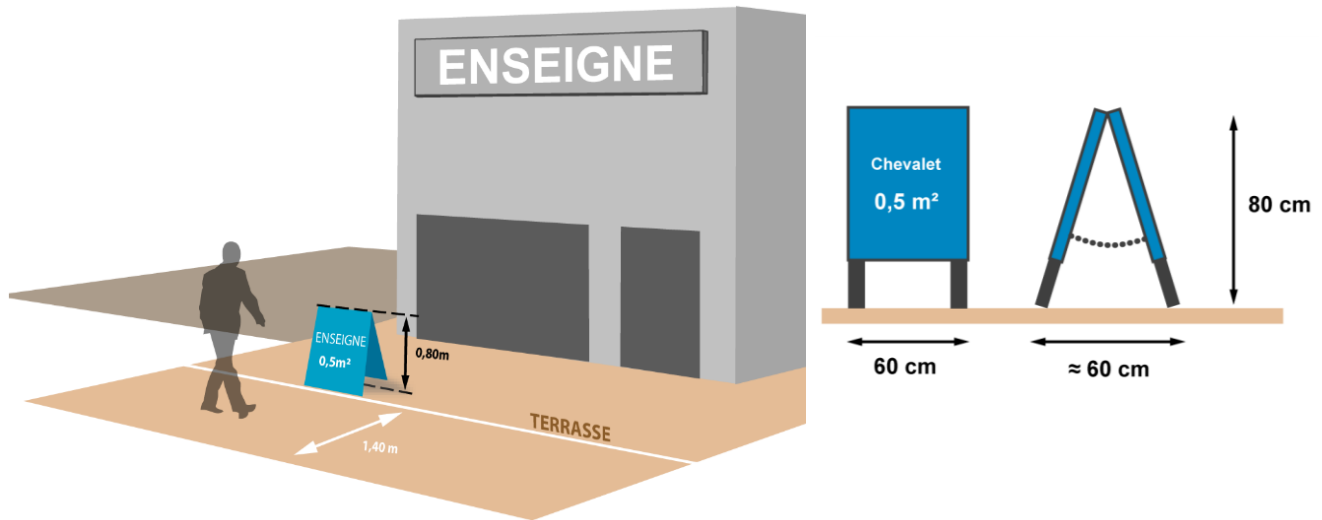 ENSEIGNE
ENSEIGNE
0,5m²
0,80m
TERRASSE
1,40 m
Chevalet
0,5 m²
80 cm
60 cm
≈ 60 cm